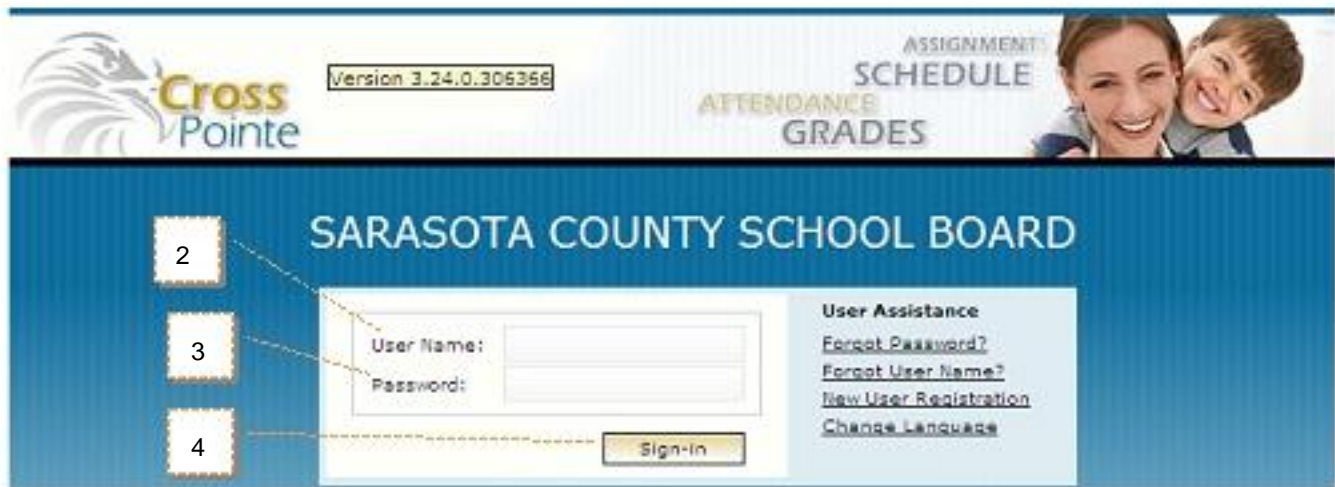 Cross
Pointe
Version 3.24.0.306366
ASSIGNMENTS
SCHEDULE
ATTENDANCE
GRADES
SARASOTA COUNTY SCHOOL BOARD
2
User Name:
3
Password:
4
Sign-in
User Assistance
Forgot Password?
Forgot User Name?
New User Registration
Change Language